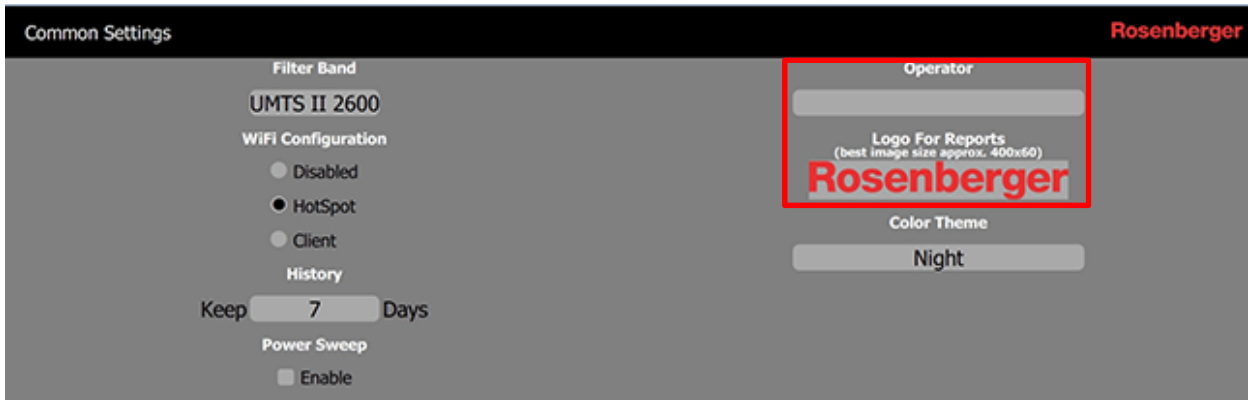 Common Settings
Rosenberger
Filter Band
UMTS II 2600
WiFi Configuration
Disabled
HotSpot
Client
History
Keep 7 Days
Power Sweep
Enable
Operator
Logo For Reports
(best image size approx. 400x60)
Rosenberger
Color Theme
Night